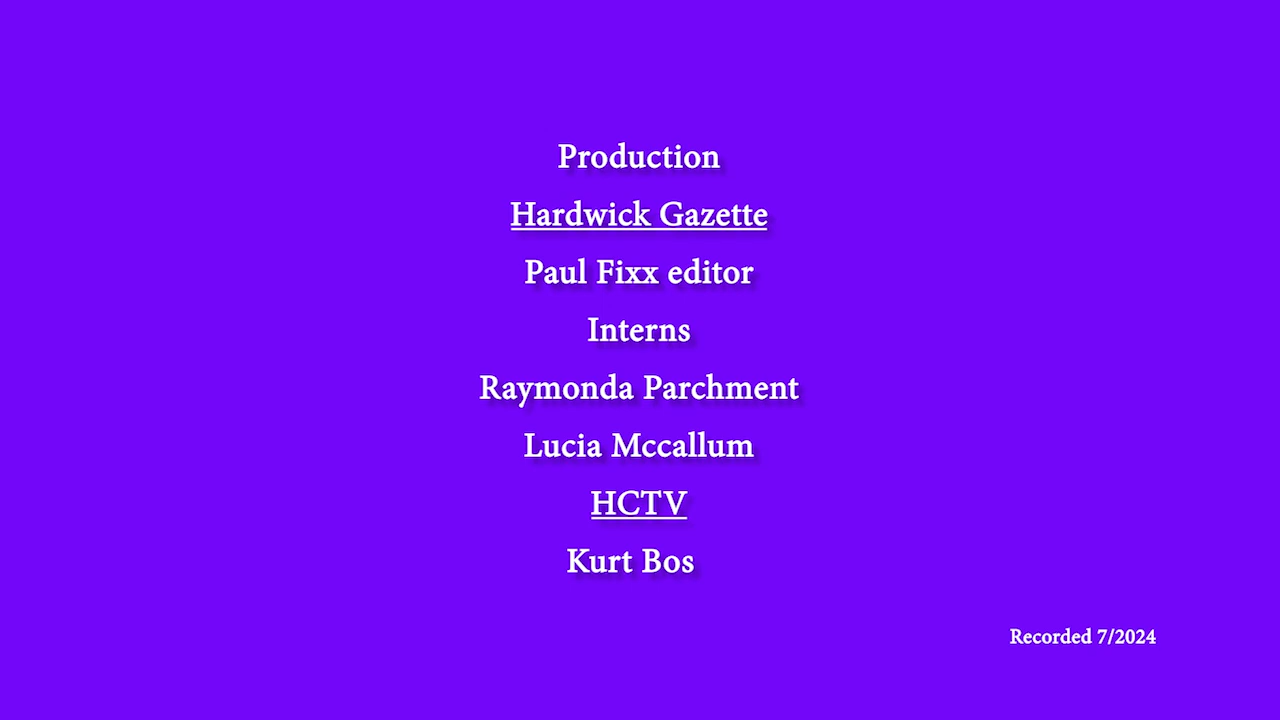 Production
Hardwick Gazette
Paul Fixx editor
Interns
Raymonda Parchment
Lucia Mccallum
HCTV
Kurt Bos
Recorded 7/2024